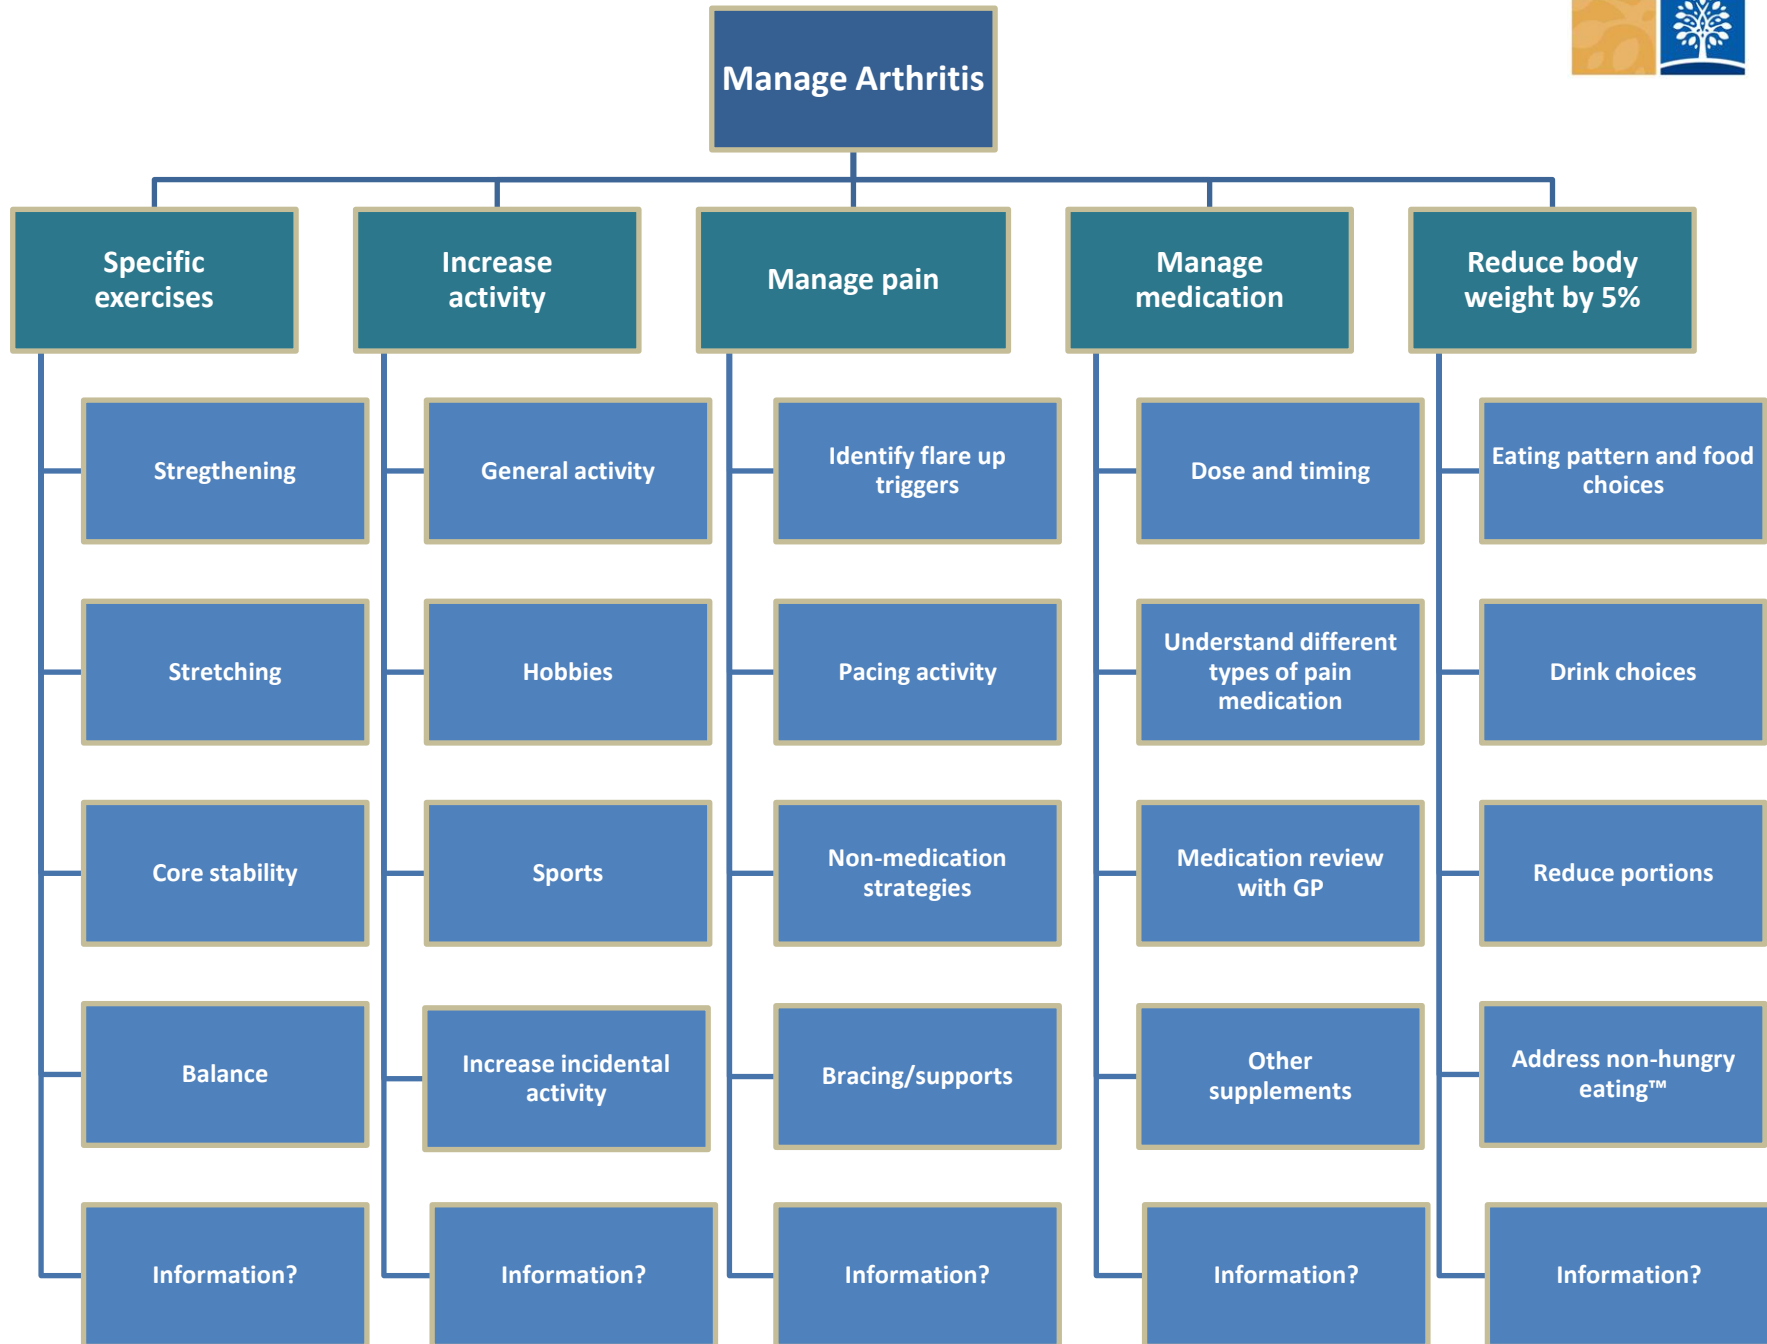 Manage Arthritis
Specific
exercises
Increase
activity
Manage pain
Manage
medication
Reduce body
weight by 5%
Stregthening
General activity
Identify flare up
triggers
Dose and timing
Eating pattern and food
choices
Stretching
Hobbies
Pacing activity
Understand different
types of pain
medication
Drink choices
Core stability
Sports
Non-medication
strategies
Medication review
with GP
Reduce portions
Balance
Increase incidental
activity
Bracing/supports
Other
supplements
Address non-hungry
eating™
Information?
Information?
Information?
Information?
Information?